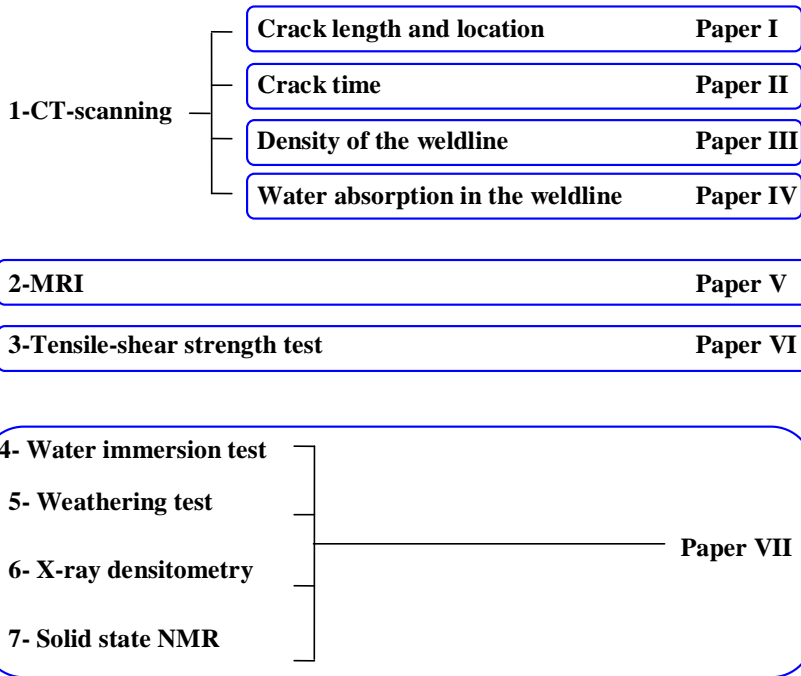 Crack length and location Paper I
Crack time Paper II
1-CT-scanning
Density of the weldline Paper III
Water absorption in the weldline Paper IV
2-MRI Paper V
3-Tensile-shear strength test Paper VI
4- Water immersion test
5- Weathering test
Paper VII
6- X-ray densitometry
7- Solid state NMR